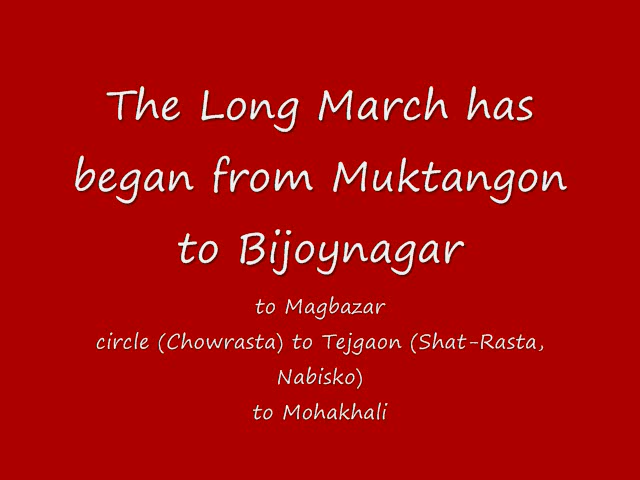 The Long March has
began from Muktangon
to Bijoynagar
to Magbazar
circle (Chowrasta) to Tejgaon (Shat-Rasta,
Nabisko)
to Mohakhali